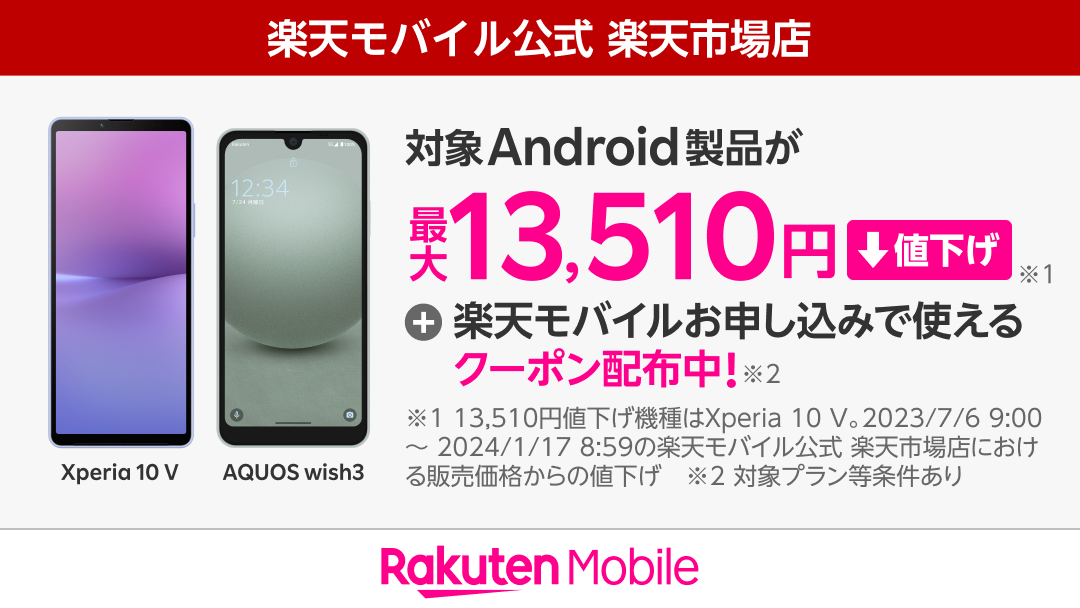 楽天モバイル公式 楽天市場店
対象Android製品が
最大13,510円 ↓値下げ ※1
+ 楽天モバイルお申し込みで使える
クーポン配布中! ※2
※1 13,510円値下げ機種はXperia 10 V。2023/7/6 9:00
～ 2024/1/17 8:59の楽天モバイル公式 楽天市場店におけ
る販売価格からの値下げ ※2 対象プラン等条件あり
Rakuten
100%
12:34
7/24 月曜日
Xperia 10 V
AQUOS wish3
Rakuten Mobile